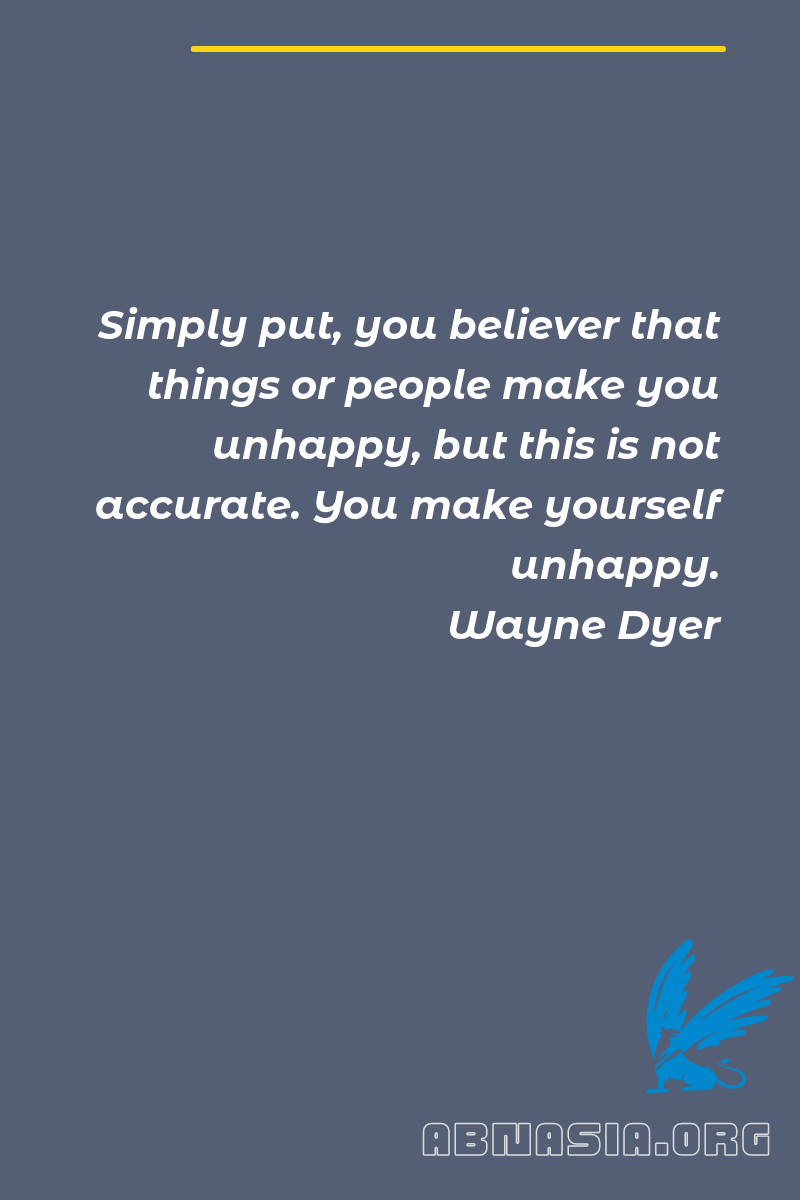 Simply put, you believer that
things or people make you
unhappy, but this is not
accurate. You make yourself
unhappy.
Wayne Dyer
ABNASIA.ORG